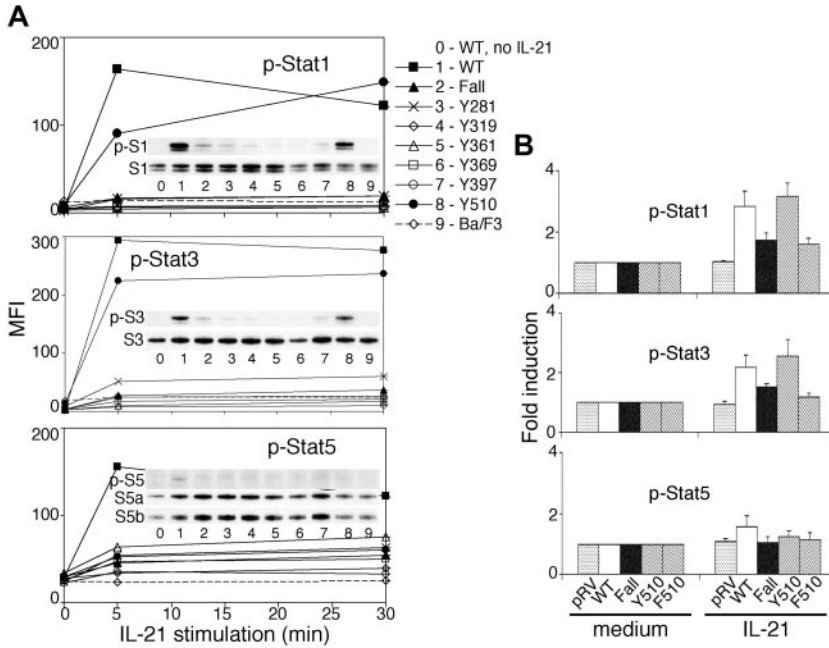 A
200
p-Stat1
100
p-S1
S1
0 1 2 3 4 5 6 7 8 9
0
0 - WT, no IL-21
1 - WT
2 - Fall
3 - Y281
4 - Y319
5 - Y361
6 - Y369
7 - Y397
8 - Y510
9 - Ba/F3
300
p-Stat3
200
MFI
p-S3
S3
100
0 1 2 3 4 5 6 7 8 9
0
200
p-Stat5
p-S5
S5a
S5b
100
0 1 2 3 4 5 6 7 8 9
0
0 5 10 15 20 25 30
IL-21 stimulation (min)
B
4
p-Stat1
2
0
4
p-Stat3
2
0
Fold induction
4
p-Stat5
2
0
pRV WT Fall Y510 F510 pRV WT Fall Y510 F510
medium IL-21